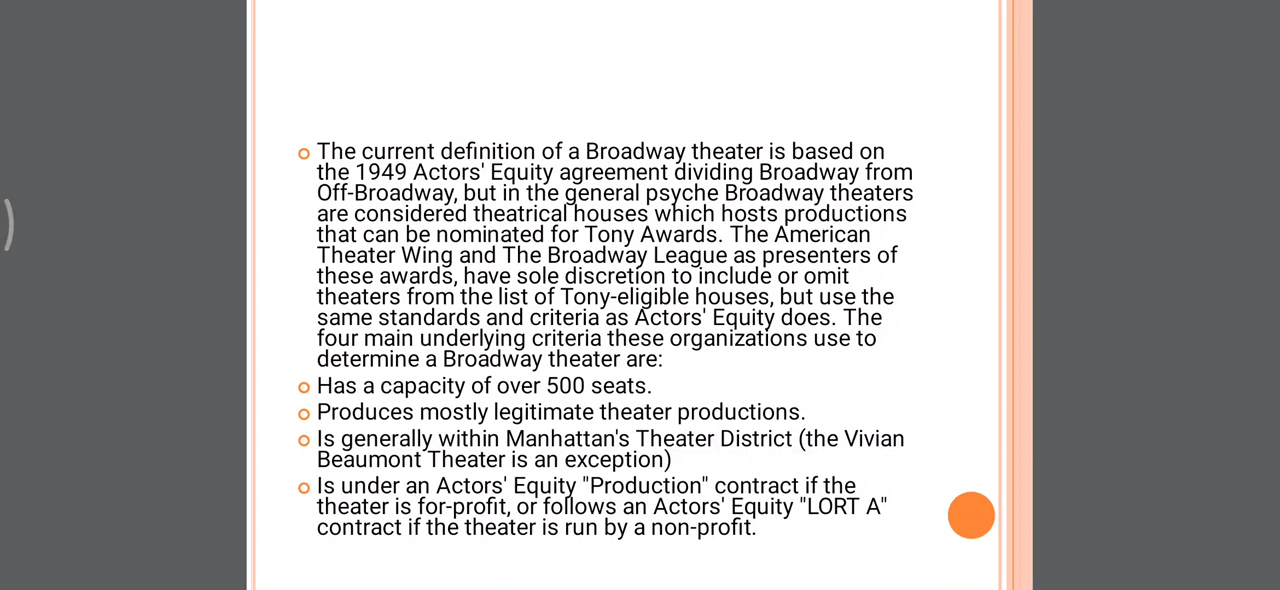 The current definition of a Broadway theater is based on
the 1949 Actors' Equity agreement dividing Broadway from
Off-Broadway, but in the general psyche Broadway theaters
are considered theatrical houses which hosts productions
that can be nominated for Tony Awards. The American
Theater Wing and The Broadway League as presenters of
these awards, have sole discretion to include or omit
theaters from the list of Tony-eligible houses, but use the
same standards and criteria as Actors' Equity does. The
four main underlying criteria these organizations use to
determine a Broadway theater are:
Has a capacity of over 500 seats.
Produces mostly legitimate theater productions.
Is generally within Manhattan's Theater District (the Vivian
Beaumont Theater is an exception)
Is under an Actors' Equity "Production" contract if the
theater is for-profit, or follows an Actors' Equity "LORT A"
contract if the theater is run by a non-profit.